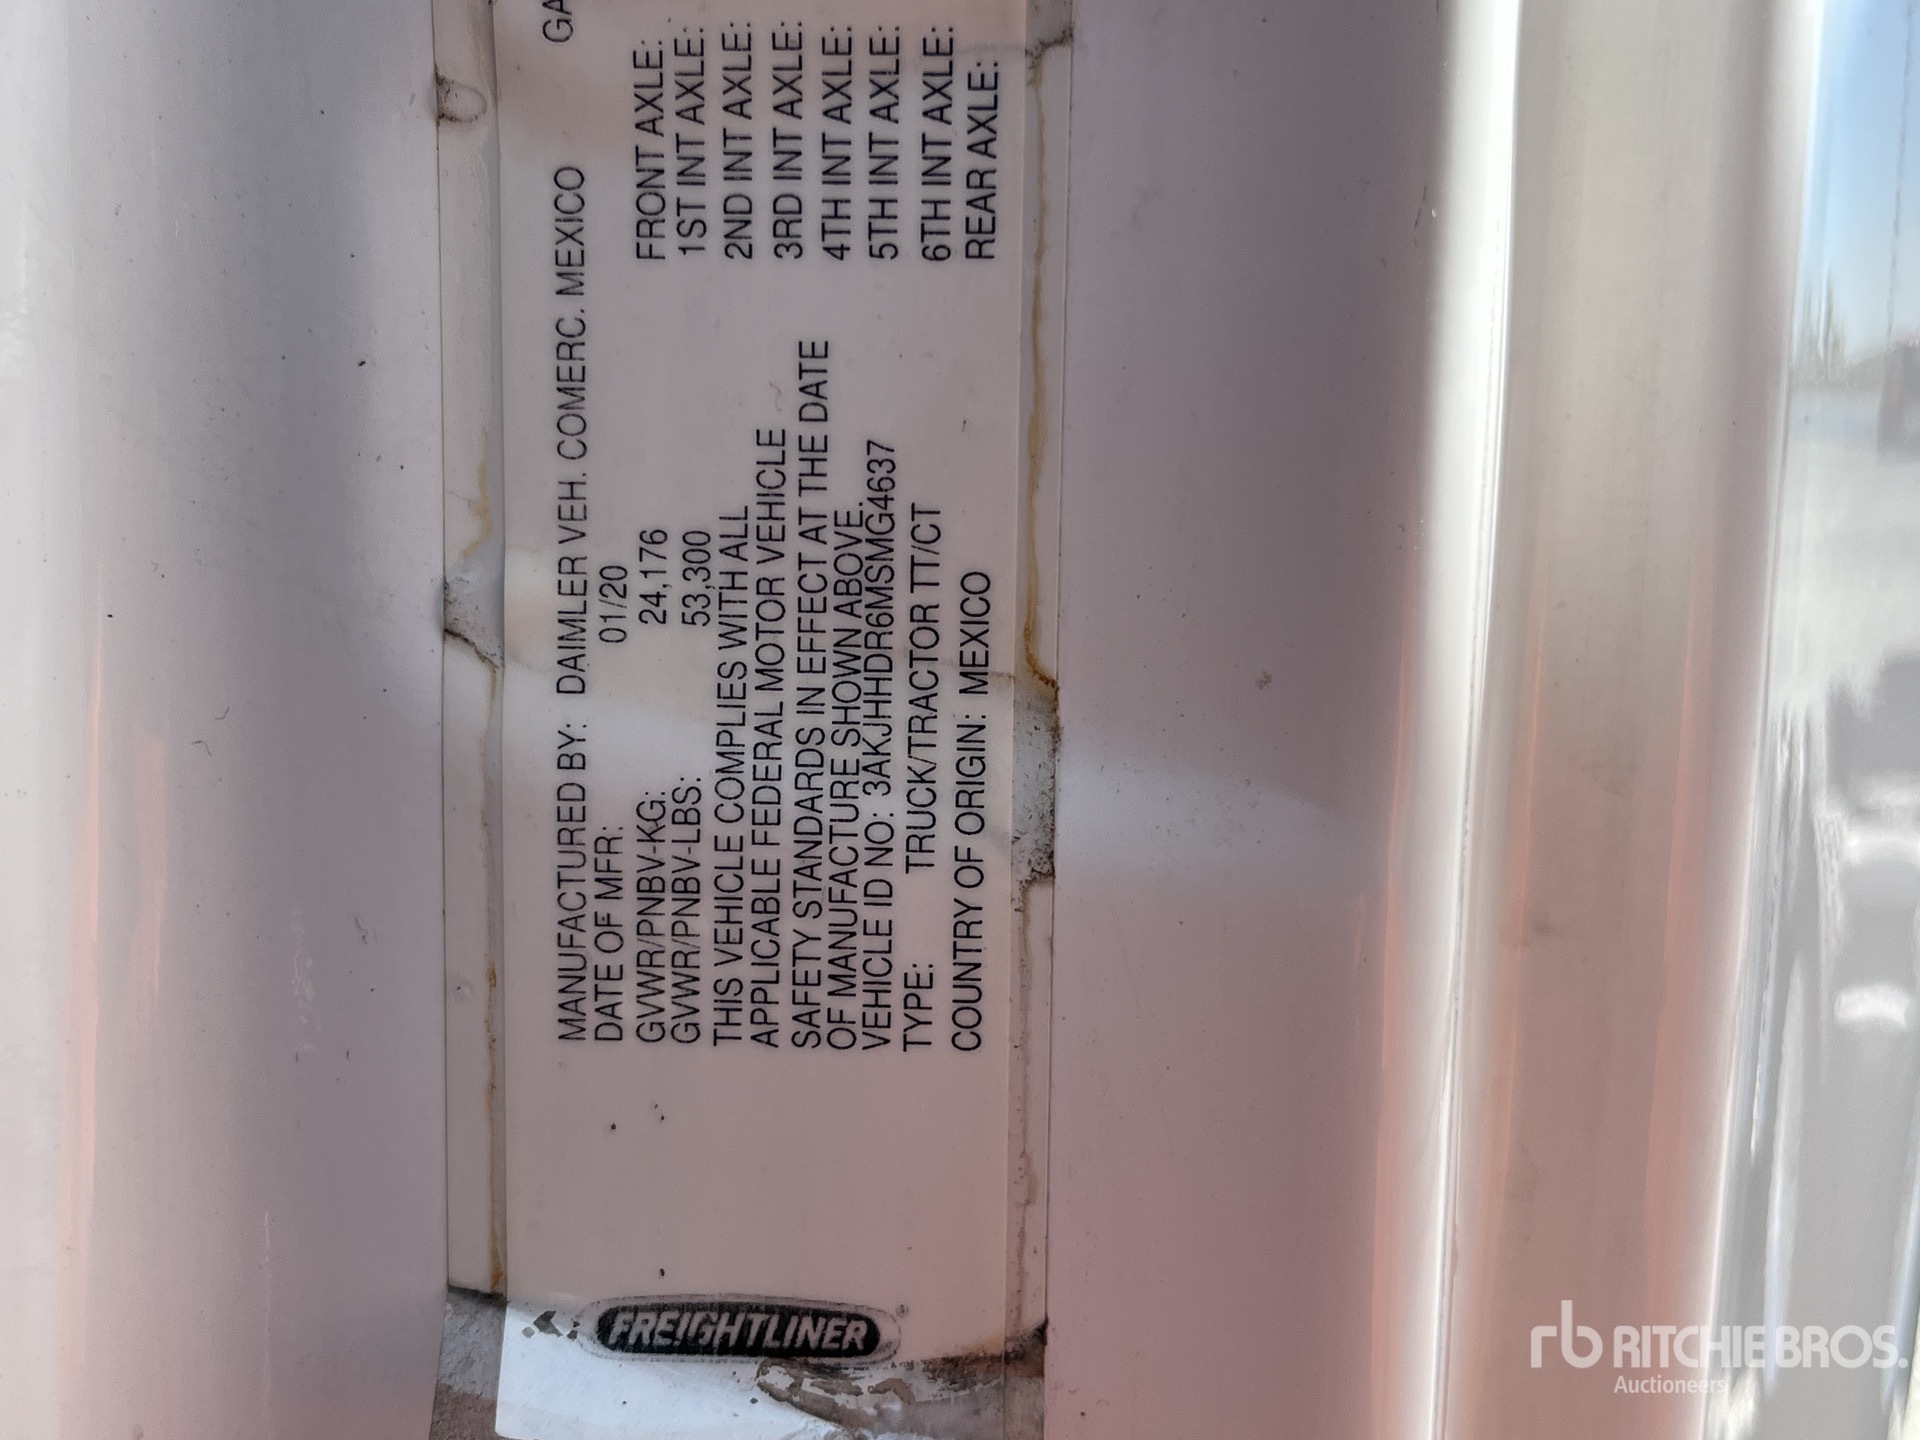 FREIGHTLINER
MANUFACTURED BY: DAIMLER VEH. COMERC. MEXICO
DATE OF MFR: 01/20
GVWR/PNBV-KG: 24,176
GVWR/PNBV-LBS: 53,300
THIS VEHICLE COMPLIES WITH ALL
APPLICABLE FEDERAL MOTOR VEHICLE
SAFETY STANDARDS IN EFFECT AT THE DATE
OF MANUFACTURE SHOWN ABOVE.
VEHICLE ID NO: 3AKJHHDR6MSMG4637
TYPE: TRUCK/TRACTOR TT/CT
COUNTRY OF ORIGIN: MEXICO
GA
FRONT AXLE:
1ST INT AXLE:
2ND INT AXLE:
3RD INT AXLE:
4TH INT AXLE:
5TH INT AXLE:
6TH INT AXLE:
REAR AXLE:
rb RITCHIE BROS.
Auctioneers